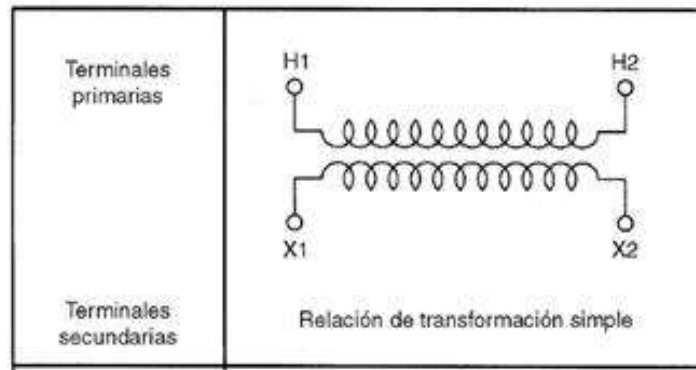 Terminales
primarias
H1 H2
X1 X2
Terminales
secundarias
Relación de transformación simple